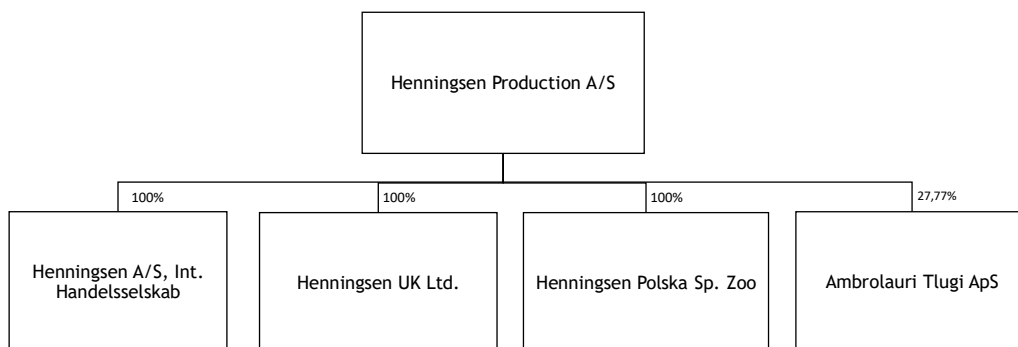 Henningsen Production A/S
100%
100%
100%
27,77%
Henningsen A/S, Int.
Handelsselskab
Henningsen UK Ltd.
Henningsen Polska Sp. Zoo
Ambrolauri Tlugi ApS